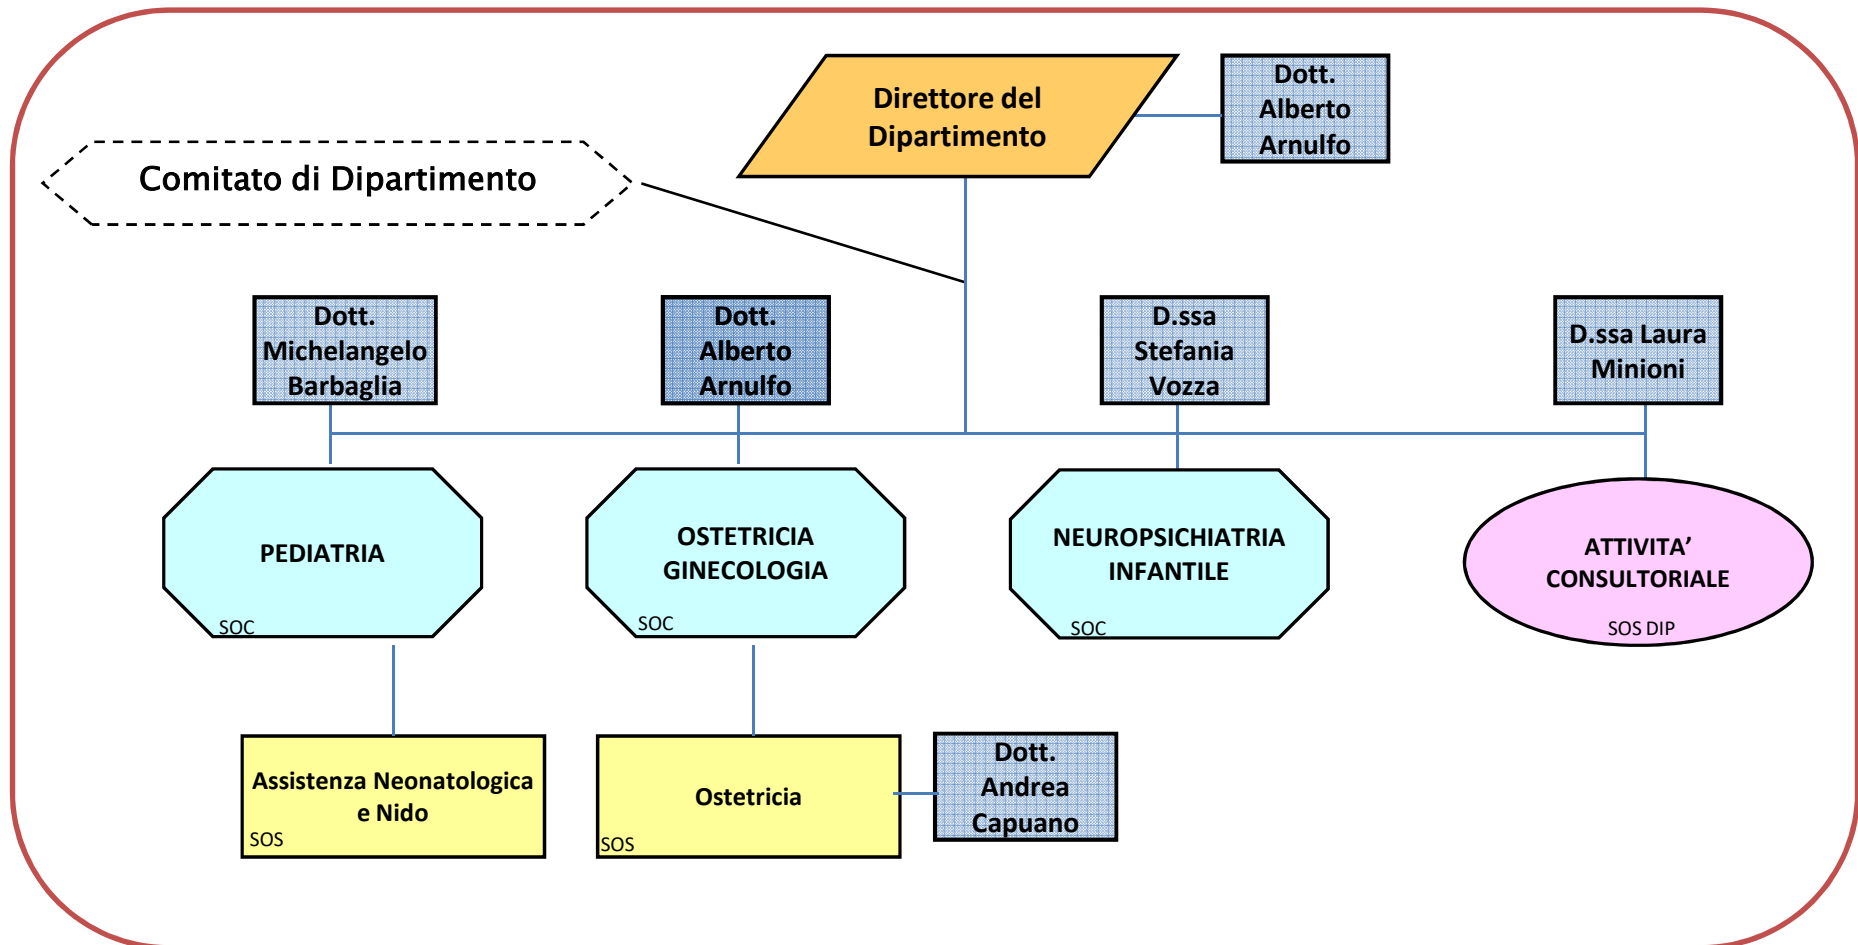 Direttore del
Dipartimento
Dott.
Alberto
Arnulfo
Comitato di Dipartimento
Dott.
Michelangelo
Barbaglia
Dott.
Alberto
Arnulfo
D.ssa
Stefania
Vozza
D.ssa Laura
Minioni
PEDIATRIA
SOC
OSTETRICIA
GINECOLOGIA
SOC
NEUROPSICHIATRIA
INFANTILE
SOC
ATTIVITA’
CONSULTORIALE
SOS DIP
Assistenza Neonatologica
e Nido
SOS
Ostetricia
SOS
Dott.
Andrea
Capuano